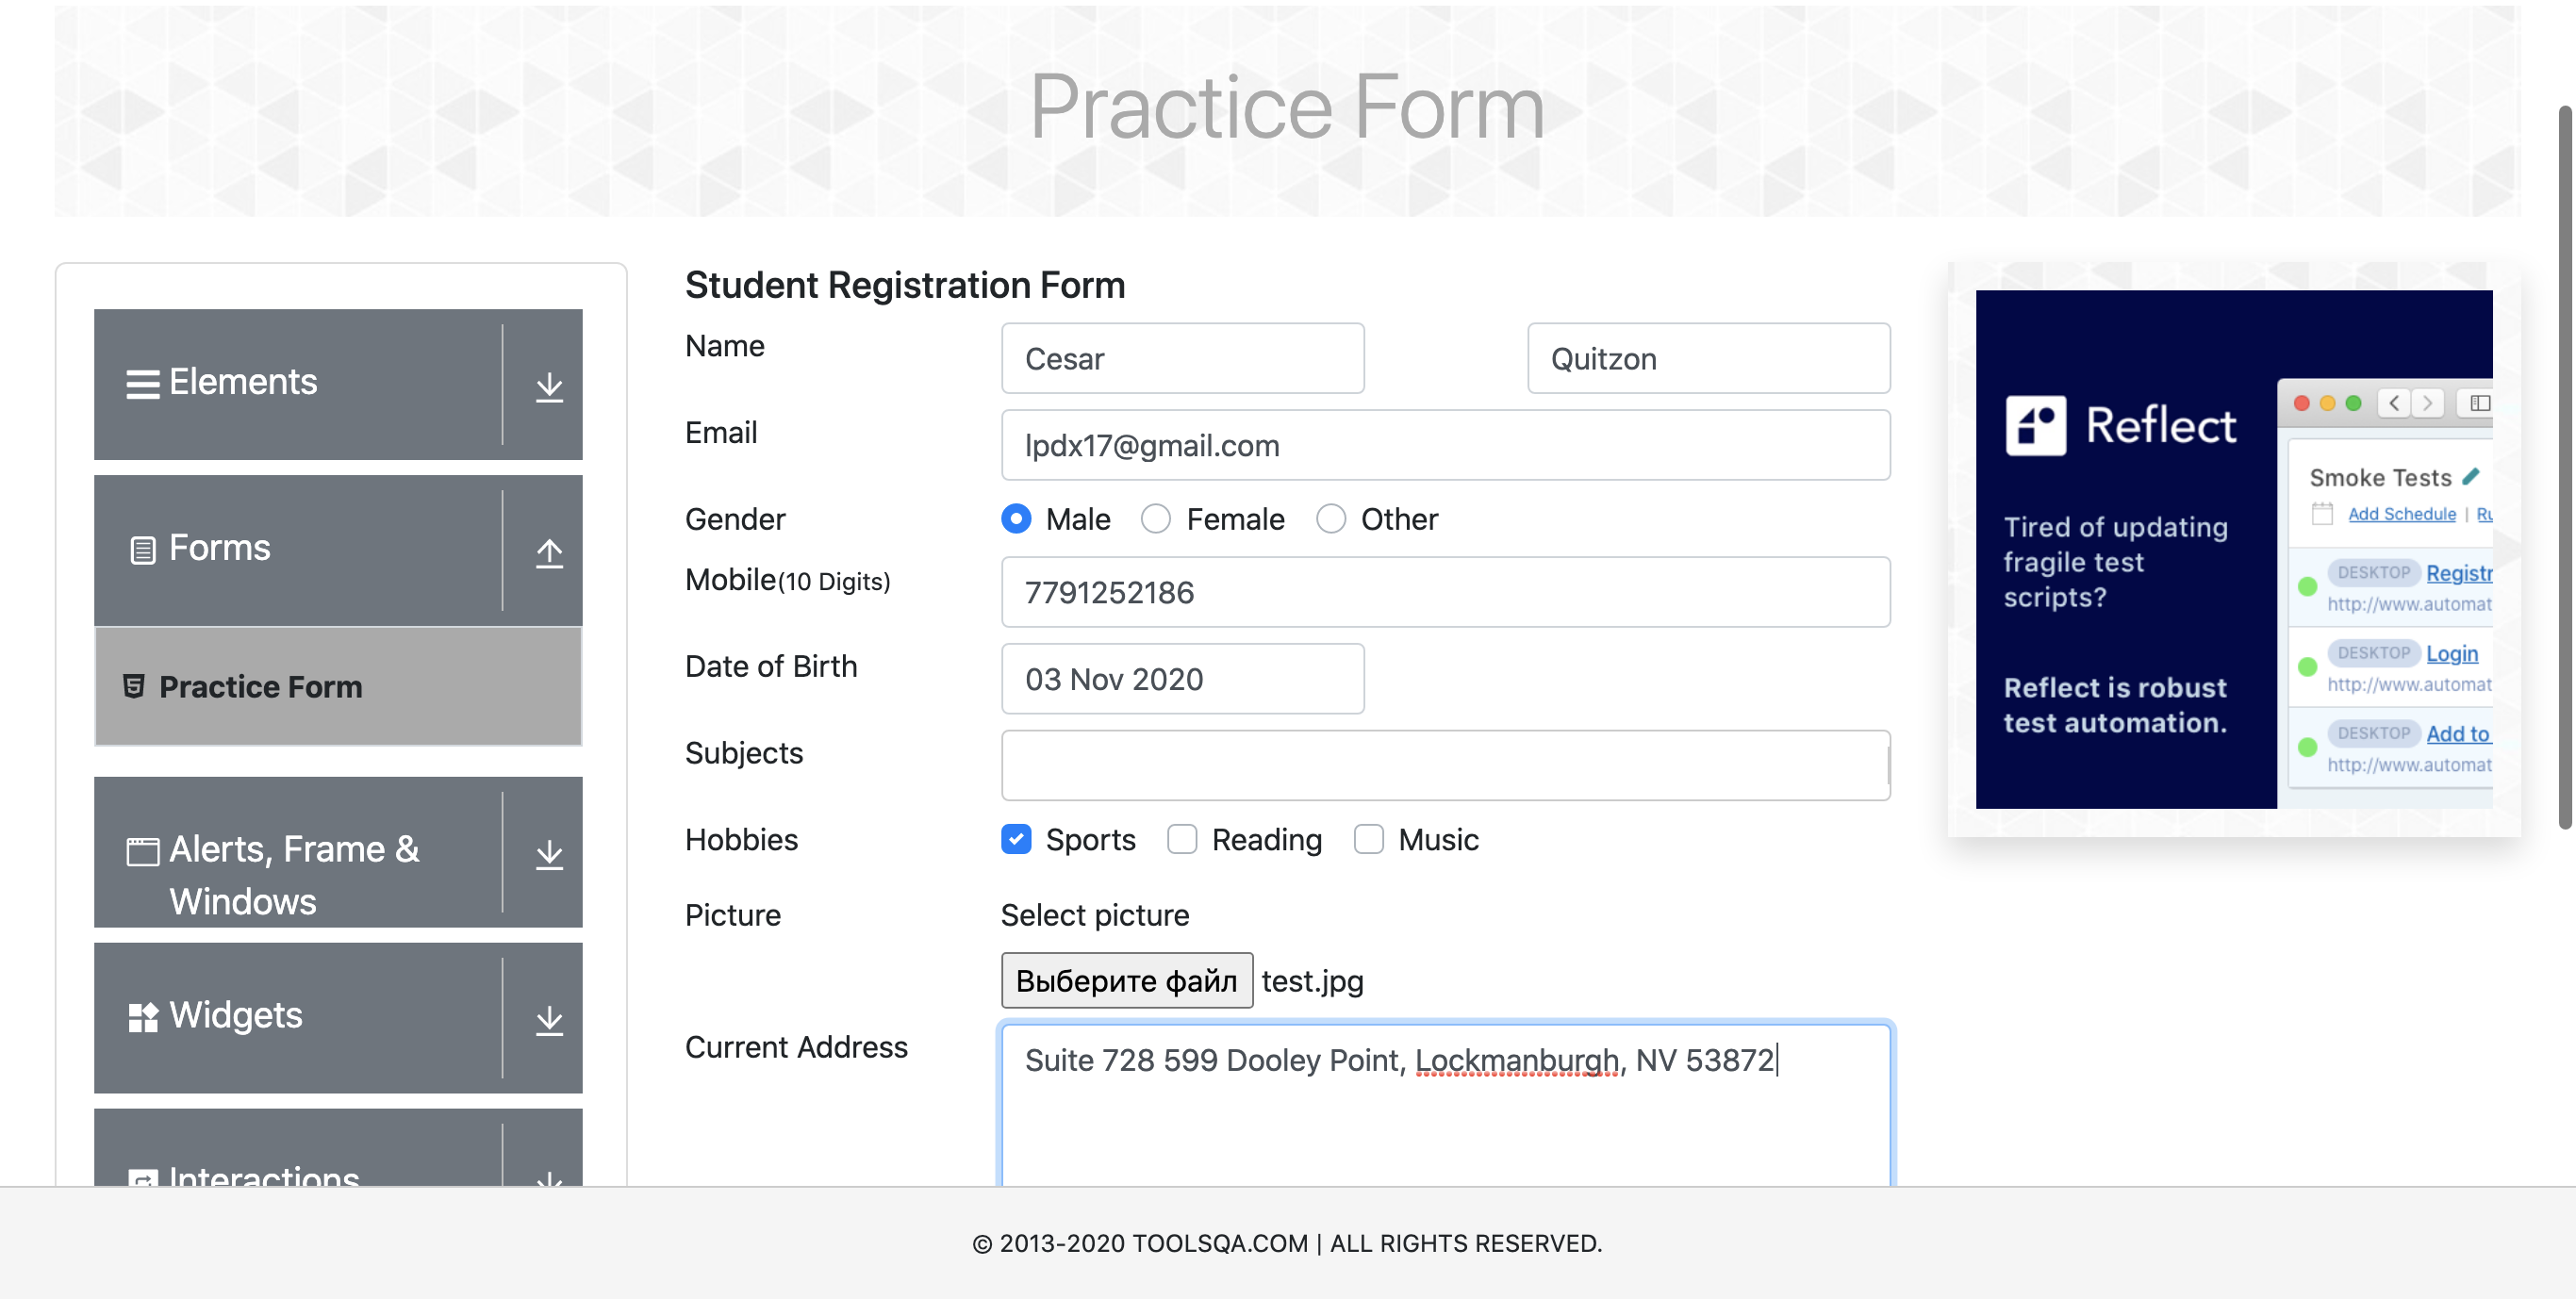 Practice Form
Elements
Forms
Practice Form
Alerts, Frame &
Windows
Widgets
Interactions
Student Registration Form
Name Cesar Quitzon
Email lpdx17@gmail.com
Gender Male Female Other
Mobile(10 Digits) 7791252186
Date of Birth 03 Nov 2020
Subjects
Hobbies Sports Reading Music
Picture Select picture
Выберите файл test.jpg
Current Address Suite 728 599 Dooley Point, Lockmanburgh, NV 53872
Reflect
Tired of updating
fragile test
scripts?
Reflect is robust
test automation.
Smoke Tests
Add Schedule | Ru
DESKTOP Registr
http://www.automat
DESKTOP Login
http://www.automat
DESKTOP Add to
http://www.automat
© 2013-2020 TOOLSQA.COM | ALL RIGHTS RESERVED.